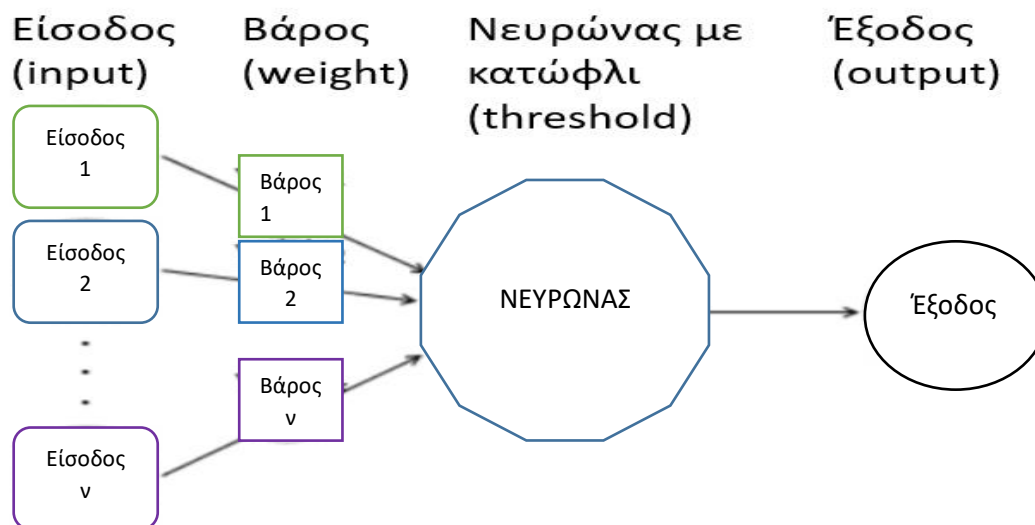 Είσοδος
(input)
Βάρος
(weight)
Νευρώνας με
κατώφλι
(threshold)
Έξοδος
(output)
Είσοδος
1
Βάρος
1
Είσοδος
2
Βάρος
2
ΝΕΥΡΩΝΑΣ
Έξοδος
Βάρος
ν
Είσοδος
ν